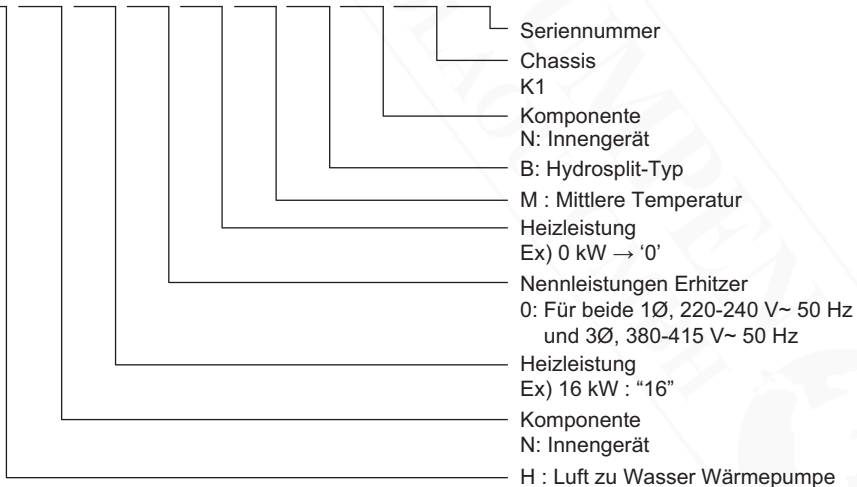 Seriennummer
Chassis
K1
Komponente
N: Innengerät
B: Hydrosplit-Typ
M : Mittlere Temperatur
Heizleistung
Ex) 0 kW → ‘0’
Nennleistungen Erhitzer
0: Für beide 1Ø, 220-240 V~ 50 Hz
und 3Ø, 380-415 V~ 50 Hz
Heizleistung
Ex) 16 kW : “16”
Komponente
N: Innengerät
H : Luft zu Wasser Wärmepumpe